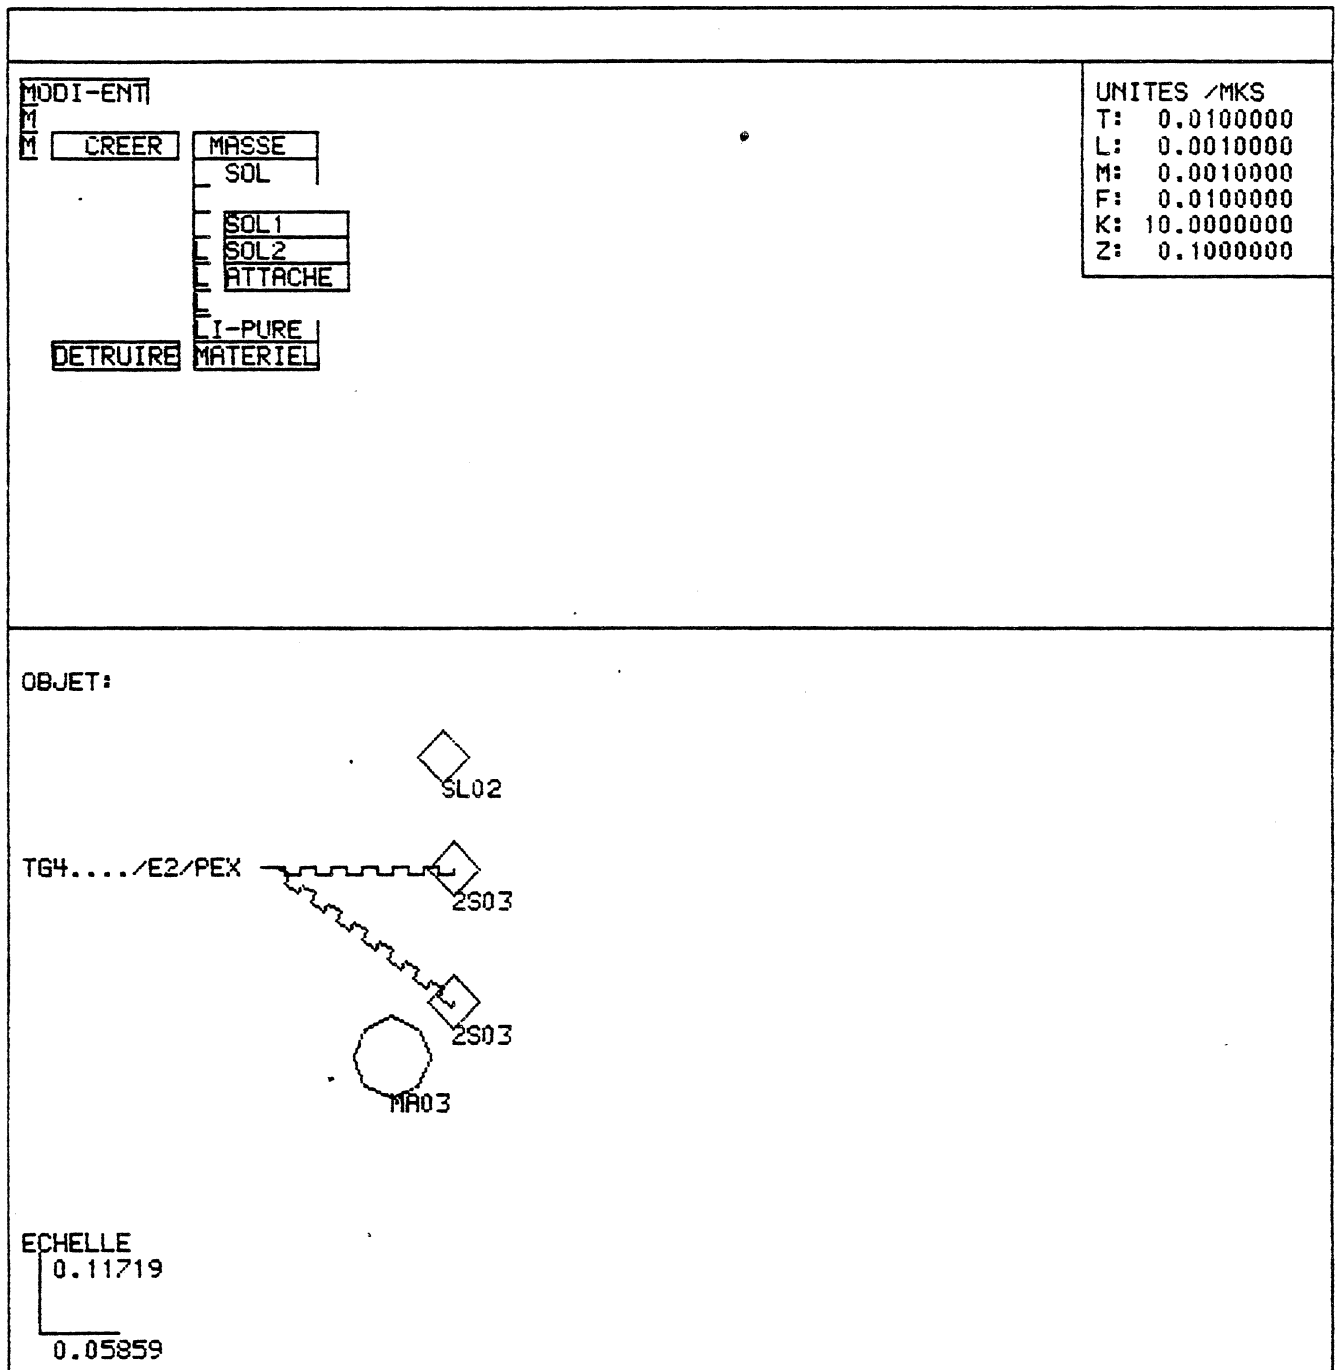 MODI-ENT
M
M CREER MASSE
SOL
SOL1
L SOL2
L ATTACHE
L
LI-PURE
DETRUIRE MATERIEL
UNITES /MKS
T: 0.0100000
L: 0.0010000
M: 0.0010000
F: 0.0100000
K: 10.0000000
Z: 0.1000000
OBJET:
SL02
TG4..../E2/PEX
2S03
2S03
MA03
ECHELLE
0.11719
0.05859